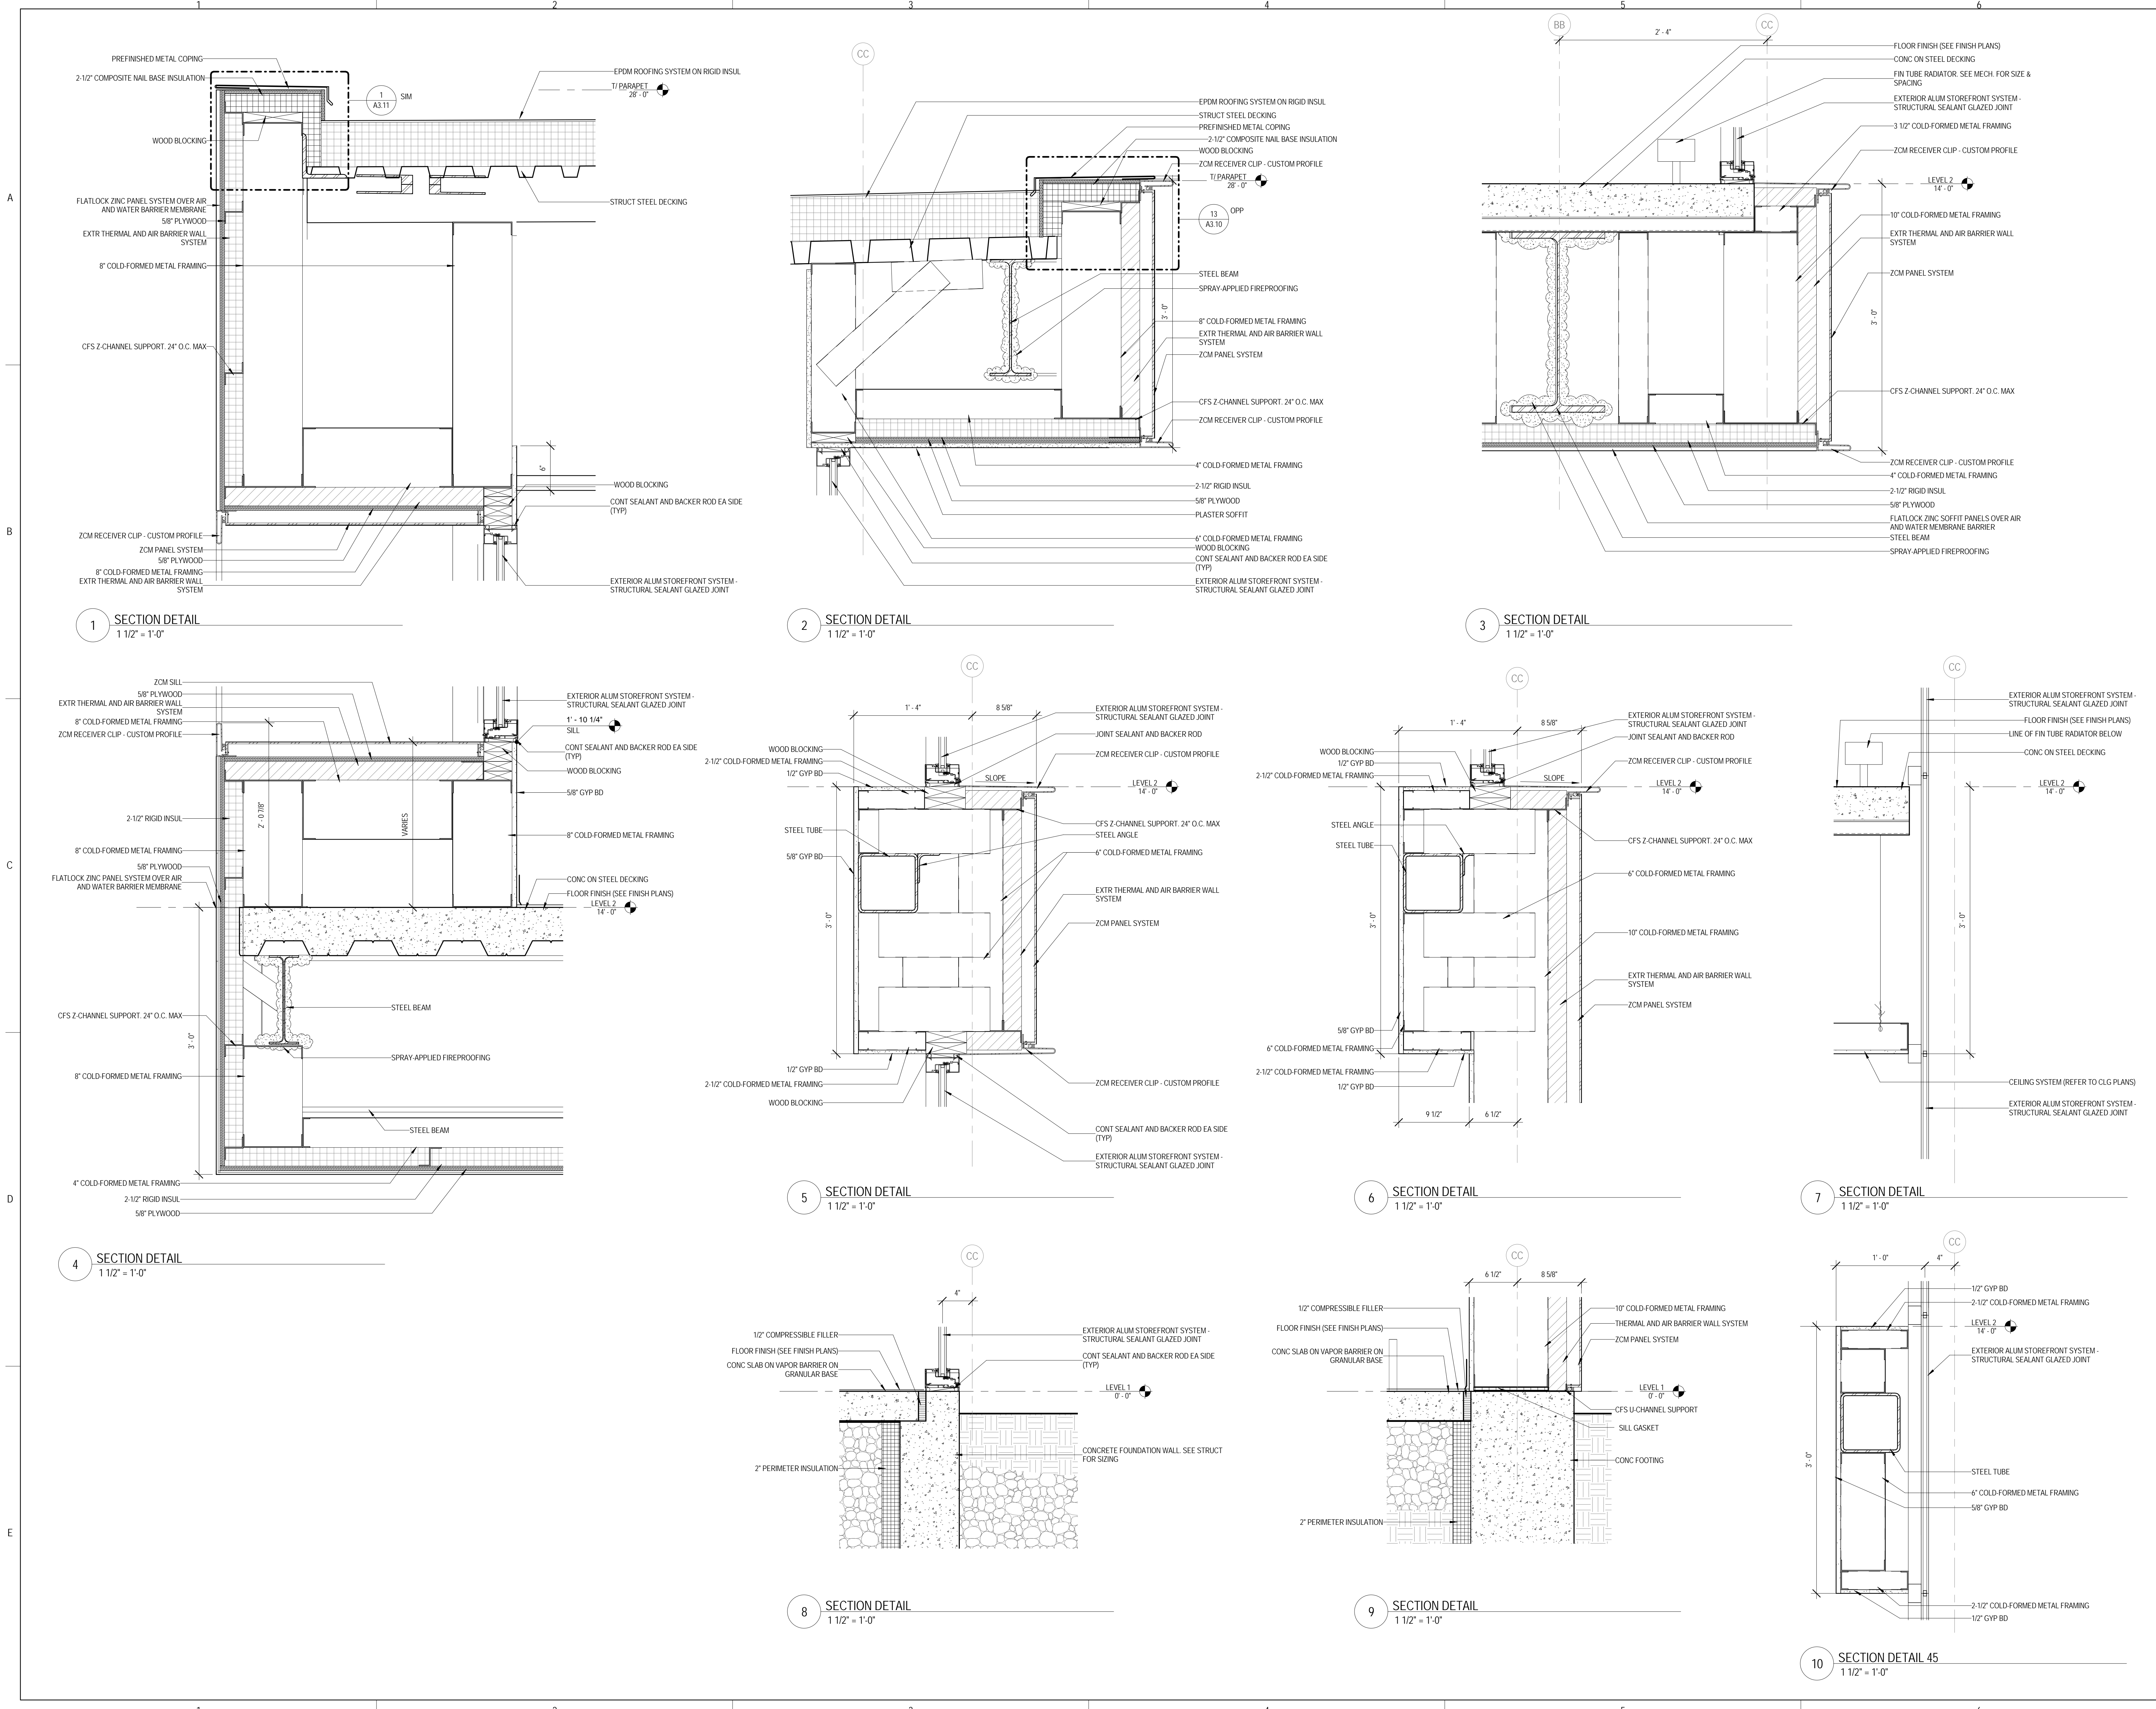 1
2
3
4
5
6
A
B
C
D
E
PREFINISHED METAL COPING
2-1/2" COMPOSITE NAIL BASE INSULATION
WOOD BLOCKING
FLATLOCK ZINC PANEL SYSTEM OVER AIR
AND WATER BARRIER MEMBRANE
5/8" PLYWOOD
EXTR THERMAL AND AIR BARRIER WALL
SYSTEM
8" COLD-FORMED METAL FRAMING
CFS Z-CHANNEL SUPPORT. 24" O.C. MAX
ZCM RECEIVER CLIP - CUSTOM PROFILE
ZCM PANEL SYSTEM
5/8" PLYWOOD
8" COLD-FORMED METAL FRAMING
EXTR THERMAL AND AIR BARRIER WALL
SYSTEM
1
A3.11
SIM
EPDM ROOFING SYSTEM ON RIGID INSUL
T/ PARAPET
28' - 0"
STRUCT STEEL DECKING
6"
WOOD BLOCKING
CONT SEALANT AND BACKER ROD EA SIDE
(TYP)
EXTERIOR ALUM STOREFRONT SYSTEM -
STRUCTURAL SEALANT GLAZED JOINT
1
SECTION DETAIL
1 1/2" = 1'-0"
CC
EPDM ROOFING SYSTEM ON RIGID INSUL
STRUCT STEEL DECKING
PREFINISHED METAL COPING
2-1/2" COMPOSITE NAIL BASE INSULATION
WOOD BLOCKING
ZCM RECEIVER CLIP - CUSTOM PROFILE
T/ PARAPET
28' - 0"
13
A3.10
OPP
STEEL BEAM
SPRAY-APPLIED FIREPROOFING
3' - 0"
8" COLD-FORMED METAL FRAMING
EXTR THERMAL AND AIR BARRIER WALL
SYSTEM
ZCM PANEL SYSTEM
CFS Z-CHANNEL SUPPORT. 24" O.C. MAX
ZCM RECEIVER CLIP - CUSTOM PROFILE
4" COLD-FORMED METAL FRAMING
2-1/2" RIGID INSUL
5/8" PLYWOOD
PLASTER SOFFIT
6" COLD-FORMED METAL FRAMING
WOOD BLOCKING
CONT SEALANT AND BACKER ROD EA SIDE
(TYP)
EXTERIOR ALUM STOREFRONT SYSTEM -
STRUCTURAL SEALANT GLAZED JOINT
2
SECTION DETAIL
1 1/2" = 1'-0"
BB
CC
2' - 4"
FLOOR FINISH (SEE FINISH PLANS)
CONC ON STEEL DECKING
FIN TUBE RADIATOR. SEE MECH. FOR SIZE &
SPACING
EXTERIOR ALUM STOREFRONT SYSTEM -
STRUCTURAL SEALANT GLAZED JOINT
3 1/2" COLD-FORMED METAL FRAMING
ZCM RECEIVER CLIP - CUSTOM PROFILE
LEVEL 2
14' - 0"
10" COLD-FORMED METAL FRAMING
EXTR THERMAL AND AIR BARRIER WALL
SYSTEM
ZCM PANEL SYSTEM
3' - 0"
CFS Z-CHANNEL SUPPORT. 24" O.C. MAX
ZCM RECEIVER CLIP - CUSTOM PROFILE
4" COLD-FORMED METAL FRAMING
2-1/2" RIGID INSUL
5/8" PLYWOOD
FLATLOCK ZINC SOFFIT PANELS OVER AIR
AND WATER MEMBRANE BARRIER
STEEL BEAM
SPRAY-APPLIED FIREPROOFING
3
SECTION DETAIL
1 1/2" = 1'-0"
ZCM SILL
5/8" PLYWOOD
EXTR THERMAL AND AIR BARRIER WALL
SYSTEM
8" COLD-FORMED METAL FRAMING
ZCM RECEIVER CLIP - CUSTOM PROFILE
2' - 0 7/8"
VARIES
2-1/2" RIGID INSUL
8" COLD-FORMED METAL FRAMING
5/8" PLYWOOD
FLATLOCK ZINC PANEL SYSTEM OVER AIR
AND WATER BARRIER MEMBRANE
CFS Z-CHANNEL SUPPORT. 24" O.C. MAX
3' - 0"
8" COLD-FORMED METAL FRAMING
4" COLD-FORMED METAL FRAMING
2-1/2" RIGID INSUL
5/8" PLYWOOD
EXTERIOR ALUM STOREFRONT SYSTEM -
STRUCTURAL SEALANT GLAZED JOINT
1' - 10 1/4"
SILL
CONT SEALANT AND BACKER ROD EA SIDE
(TYP)
WOOD BLOCKING
5/8" GYP BD
8" COLD-FORMED METAL FRAMING
CONC ON STEEL DECKING
FLOOR FINISH (SEE FINISH PLANS)
LEVEL 2
14' - 0"
STEEL BEAM
SPRAY-APPLIED FIREPROOFING
STEEL BEAM
4
SECTION DETAIL
1 1/2" = 1'-0"
CC
1' - 4"
8 5/8"
WOOD BLOCKING
2-1/2" COLD-FORMED METAL FRAMING
1/2" GYP BD
STEEL TUBE
5/8" GYP BD
3' - 0"
1/2" GYP BD
2-1/2" COLD-FORMED METAL FRAMING
WOOD BLOCKING
EXTERIOR ALUM STOREFRONT SYSTEM -
STRUCTURAL SEALANT GLAZED JOINT
JOINT SEALANT AND BACKER ROD
ZCM RECEIVER CLIP - CUSTOM PROFILE
SLOPE
LEVEL 2
14' - 0"
CFS Z-CHANNEL SUPPORT. 24" O.C. MAX
STEEL ANGLE
6" COLD-FORMED METAL FRAMING
EXTR THERMAL AND AIR BARRIER WALL
SYSTEM
ZCM PANEL SYSTEM
ZCM RECEIVER CLIP - CUSTOM PROFILE
CONT SEALANT AND BACKER ROD EA SIDE
(TYP)
EXTERIOR ALUM STOREFRONT SYSTEM -
STRUCTURAL SEALANT GLAZED JOINT
5
SECTION DETAIL
1 1/2" = 1'-0"
CC
1' - 4"
8 5/8"
WOOD BLOCKING
1/2" GYP BD
2-1/2" COLD-FORMED METAL FRAMING
STEEL ANGLE
STEEL TUBE
3' - 0"
5/8" GYP BD
6" COLD-FORMED METAL FRAMING
2-1/2" COLD-FORMED METAL FRAMING
1/2" GYP BD
9 1/2"
6 1/2"
EXTERIOR ALUM STOREFRONT SYSTEM -
STRUCTURAL SEALANT GLAZED JOINT
JOINT SEALANT AND BACKER ROD
ZCM RECEIVER CLIP - CUSTOM PROFILE
SLOPE
LEVEL 2
14' - 0"
CFS Z-CHANNEL SUPPORT. 24" O.C. MAX
6" COLD-FORMED METAL FRAMING
10" COLD-FORMED METAL FRAMING
EXTR THERMAL AND AIR BARRIER WALL
SYSTEM
ZCM PANEL SYSTEM
6
SECTION DETAIL
1 1/2" = 1'-0"
CC
EXTERIOR ALUM STOREFRONT SYSTEM -
STRUCTURAL SEALANT GLAZED JOINT
FLOOR FINISH (SEE FINISH PLANS)
LINE OF FIN TUBE RADIATOR BELOW
CONC ON STEEL DECKING
LEVEL 2
14' - 0"
3' - 0"
CEILING SYSTEM (REFER TO CLG PLANS)
EXTERIOR ALUM STOREFRONT SYSTEM -
STRUCTURAL SEALANT GLAZED JOINT
7
SECTION DETAIL
1 1/2" = 1'-0"
CC
4"
1/2" COMPRESSIBLE FILLER
FLOOR FINISH (SEE FINISH PLANS)
CONC SLAB ON VAPOR BARRIER ON
GRANULAR BASE
2" PERIMETER INSULATION
EXTERIOR ALUM STOREFRONT SYSTEM -
STRUCTURAL SEALANT GLAZED JOINT
CONT SEALANT AND BACKER ROD EA SIDE
(TYP)
LEVEL 1
0' - 0"
CONCRETE FOUNDATION WALL. SEE STRUCT
FOR SIZING
8
SECTION DETAIL
1 1/2" = 1'-0"
CC
6 1/2"
8 5/8"
1/2" COMPRESSIBLE FILLER
FLOOR FINISH (SEE FINISH PLANS)
CONC SLAB ON VAPOR BARRIER ON
GRANULAR BASE
2" PERIMETER INSULATION
10" COLD-FORMED METAL FRAMING
THERMAL AND AIR BARRIER WALL SYSTEM
ZCM PANEL SYSTEM
LEVEL 1
0' - 0"
CFS U-CHANNEL SUPPORT
SILL GASKET
CONC FOOTING
9
SECTION DETAIL
1 1/2" = 1'-0"
CC
1' - 0"
4"
1/2" GYP BD
2-1/2" COLD-FORMED METAL FRAMING
LEVEL 2
14' - 0"
EXTERIOR ALUM STOREFRONT SYSTEM -
STRUCTURAL SEALANT GLAZED JOINT
3' - 0"
STEEL TUBE
6" COLD-FORMED METAL FRAMING
5/8" GYP BD
2-1/2" COLD-FORMED METAL FRAMING
1/2" GYP BD
10
SECTION DETAIL 45
1 1/2" = 1'-0"